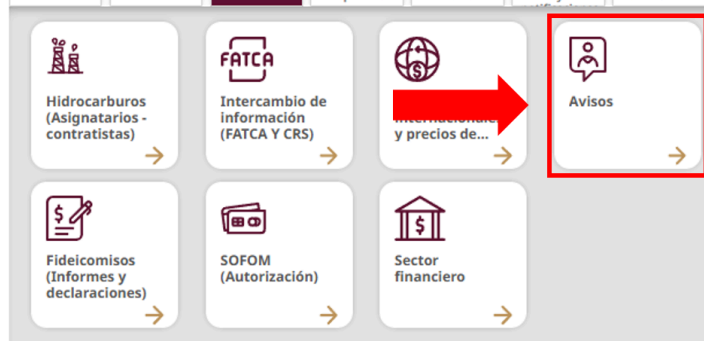 Hidrocarburos
(Asignatarios -
contratistas)
FATCA
Intercambio de
información
(FATCA Y CRS)
$
y precios de...
Avisos
$
Fideicomisos
(Informes y
declaraciones)
SOFOM
(Autorización)
$
Sector
financiero